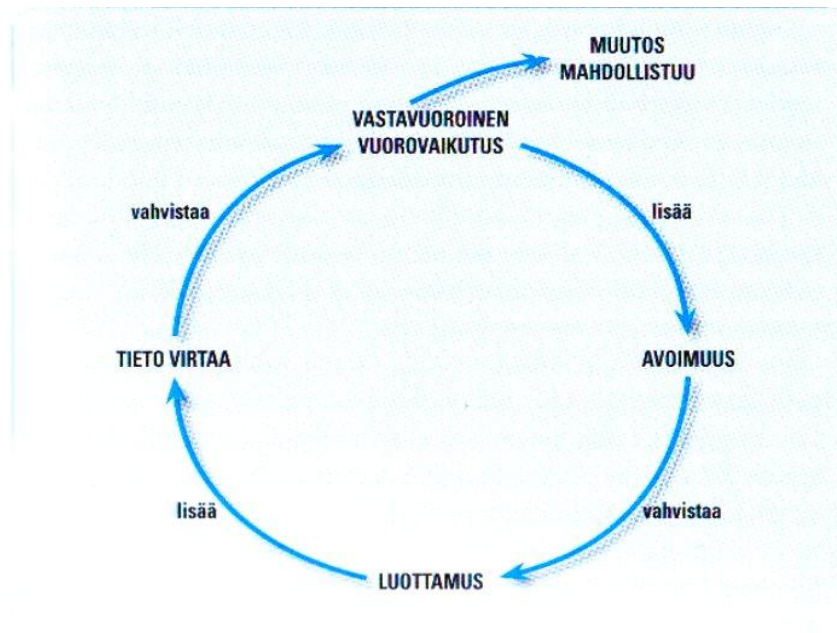 MUUTOS
MAHDOLLISTUU
VASTAVUOROINEN
VUOROVAIKUTUS
vahvistaa
lisää
TIETO VIRTAA
AVOIMUUS
lisää
vahvistaa
LUOTTAMUS